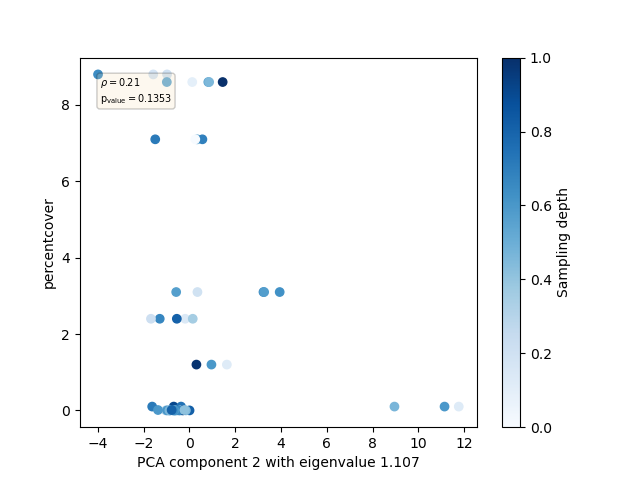 ρ = 0.21
p_value = 0.1353
8
6
4
2
0
percentcover
−4 −2 0 2 4 6 8 10 12
PCA component 2 with eigenvalue 1.107
1.0
0.8
0.6
0.4
0.2
0.0
Sampling depth